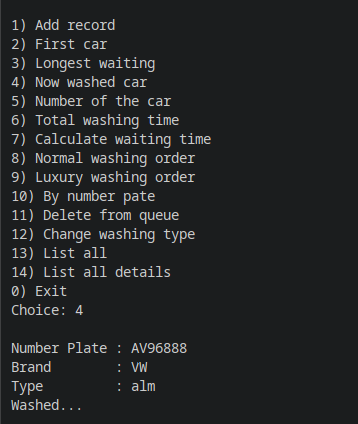 1) Add record
2) First car
3) Longest waiting
4) Now washed car
5) Number of the car
6) Total washing time
7) Calculate waiting time
8) Normal washing order
9) Luxury washing order
10) By number pate
11) Delete from queue
12) Change washing type
13) List all
14) List all details
0) Exit
Choice: 4

Number Plate : AV96888
Brand        : VW
Type         : alm
Washed...